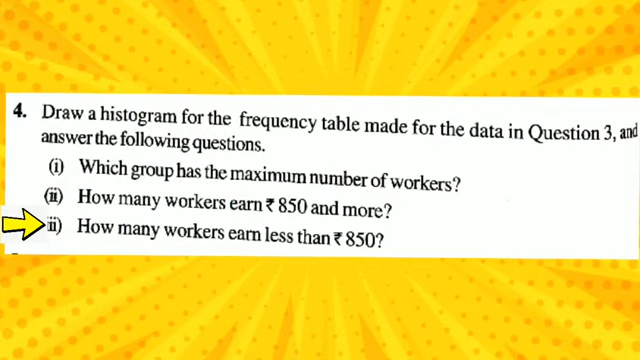 4. Draw a histogram for the frequency table made for the data in Question 3, and
answer the following questions.
(i) Which group has the maximum number of workers?
(ii) How many workers earn ₹ 850 and more?
ii) How many workers earn less than ₹ 850?